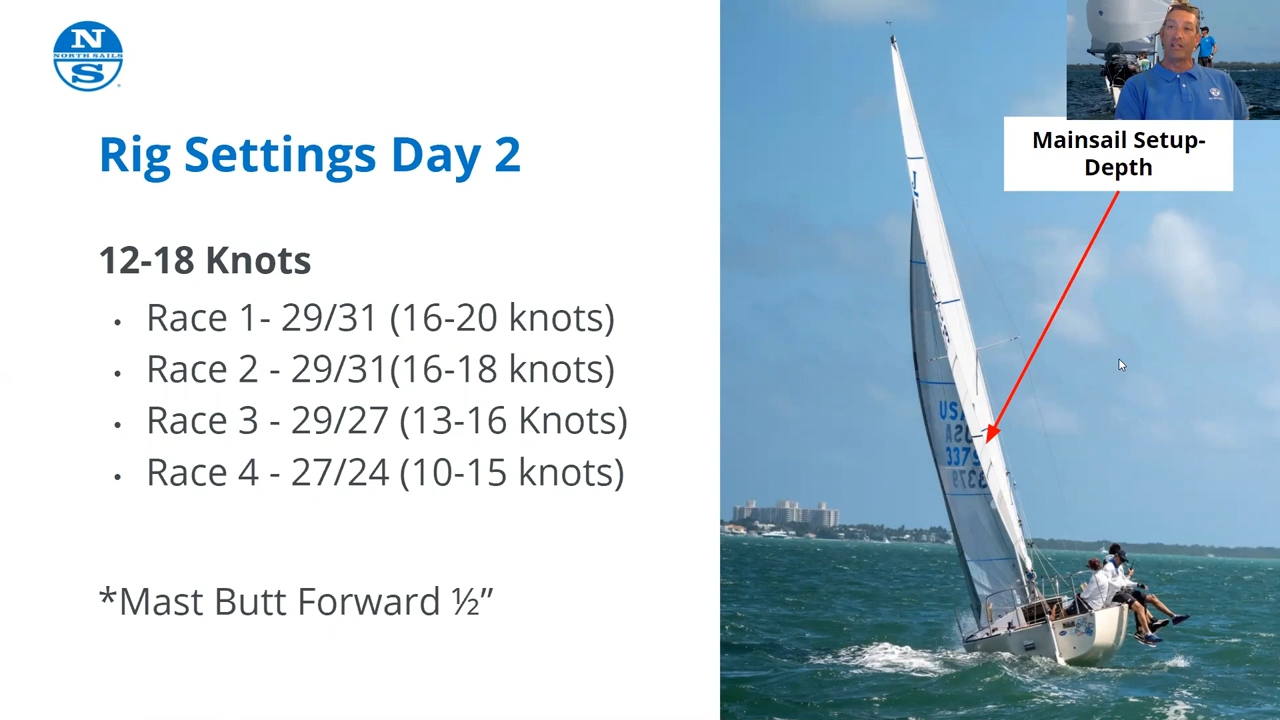 N
NORTH SAILS
S
Rig Settings Day 2
12-18 Knots
Race 1- 29/31 (16-20 knots)
Race 2 - 29/31(16-18 knots)
Race 3 - 29/27 (13-16 Knots)
Race 4 - 27/24 (10-15 knots)
*Mast Butt Forward ½”
Mainsail Setup-
Depth
J
USA
3379